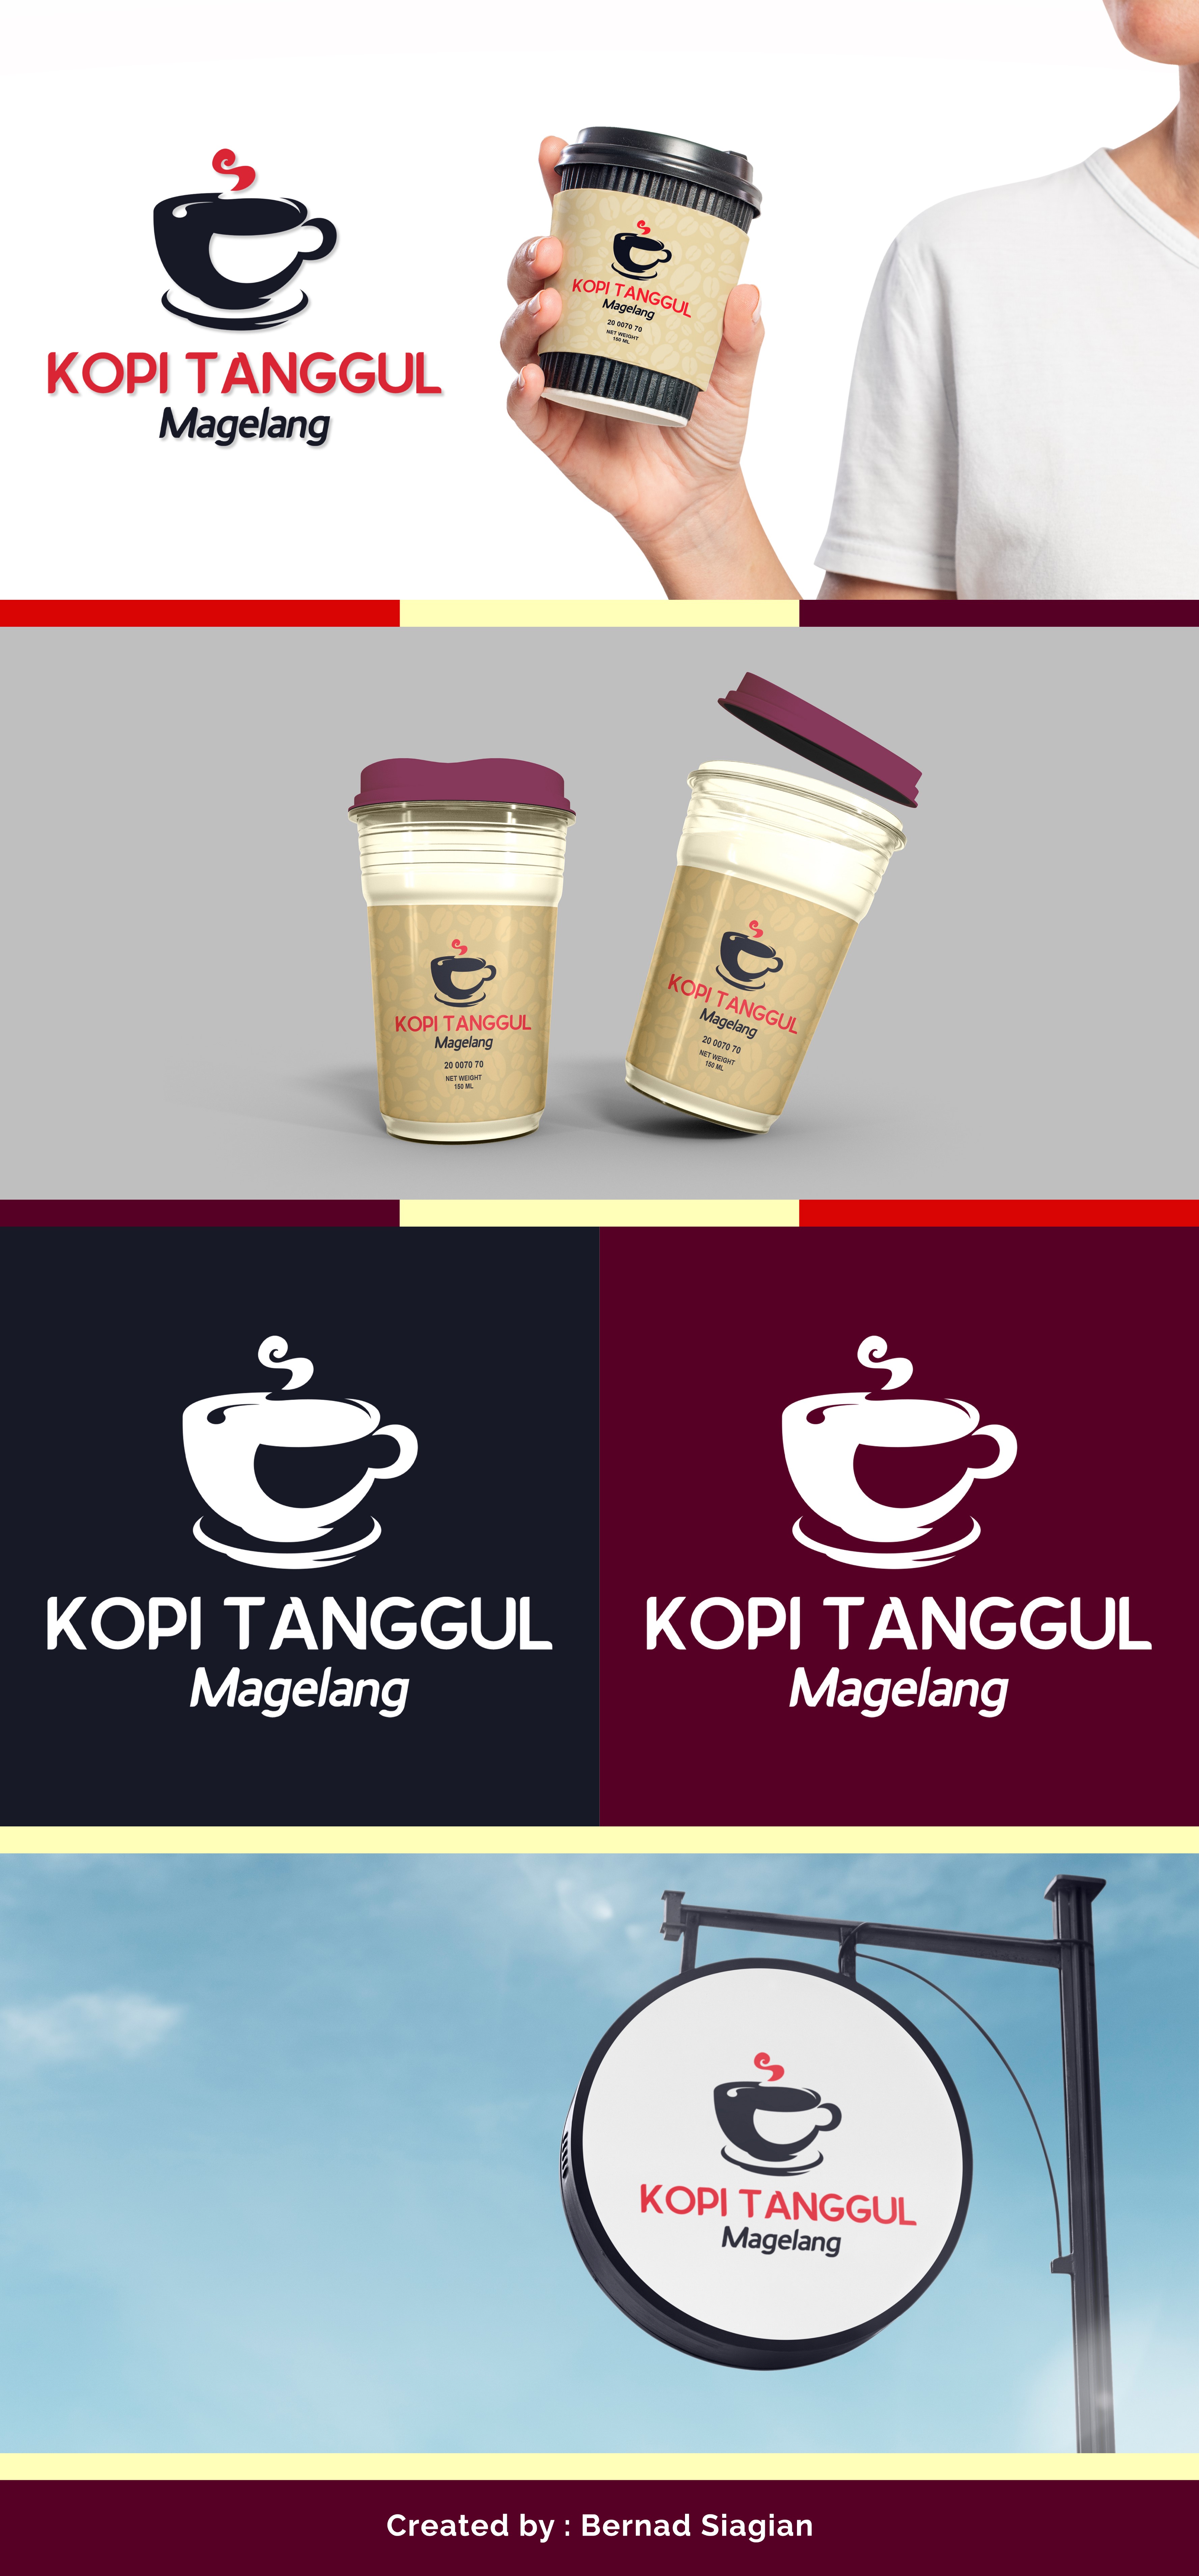 KOPI TANGGUL
Magelang
KOPI TANGGUL
Magelang
20 0070 70
NET WEIGHT
150 ML
KOPI TANGGUL
Magelang
20 0070 70
NET WEIGHT
150 ML
KOPI TANGGUL
Magelang
20 0070 70
NET WEIGHT
150 ML
KOPI TANGGUL
Magelang
KOPI TANGGUL
Magelang
KOPI TANGGUL
Magelang
Created by : Bernad Siagian